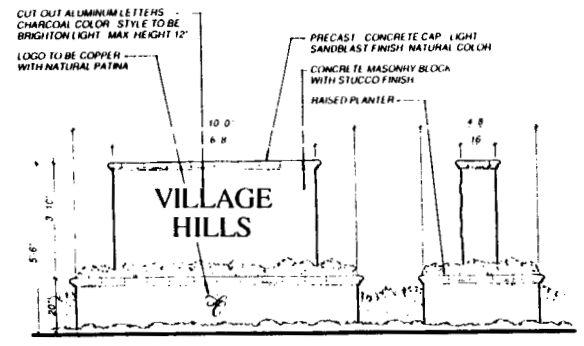 CUT OUT ALUMINUM LETTERS -
CHARCOAL COLOR STYLE TO BE
BRIGHTON LIGHT MAX HEIGHT 12"
LOGO TO BE COPPER
WITH NATURAL PATINA
PRECAST CONCRETE CAP LIGHT
SANDBLAST FINISH NATURAL COLOR
CONCRETE MASONRY BLOCK
WITH STUCCO FINISH
RAISED PLANTER
10 0"
6 8
4 8
16
VILLAGE
HILLS
3 10"
5 6"
20"